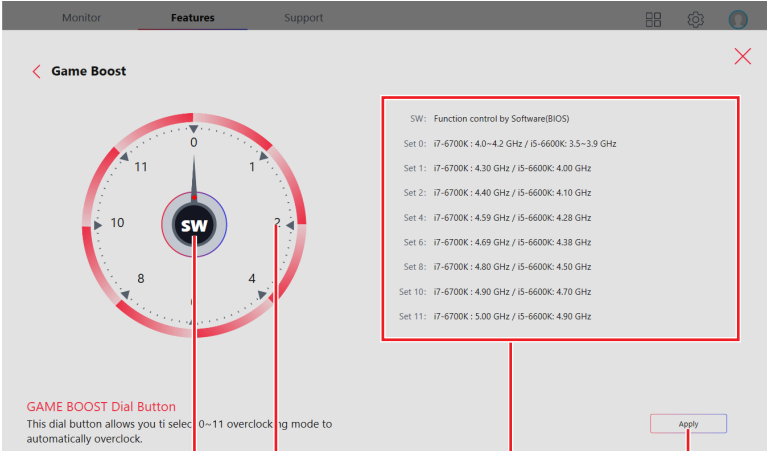 Monitor
Features
Support
Game Boost
0
11
1
SW
10
2
8
4
SW: Function control by Software(BIOS)
Set 0: i7-6700K : 4.0~4.2 GHz / i5-6600K: 3.5~3.9 GHz
Set 1: i7-6700K : 4.30 GHz / i5-6600K: 4.00 GHz
Set 2: i7-6700K : 4.40 GHz / i5-6600K: 4.10 GHz
Set 4: i7-6700K : 4.59 GHz / i5-6600K: 4.28 GHz
Set 6: i7-6700K : 4.69 GHz / i5-6600K: 4.38 GHz
Set 8: i7-6700K : 4.80 GHz / i5-6600K: 4.50 GHz
Set 10: i7-6700K : 4.90 GHz / i5-6600K: 4.70 GHz
Set 11: i7-6700K : 5.00 GHz / i5-6600K: 4.90 GHz
GAME BOOST Dial Button
This dial button allows you ti select 0~11 overclocking mode to
automatically overclock.
Apply